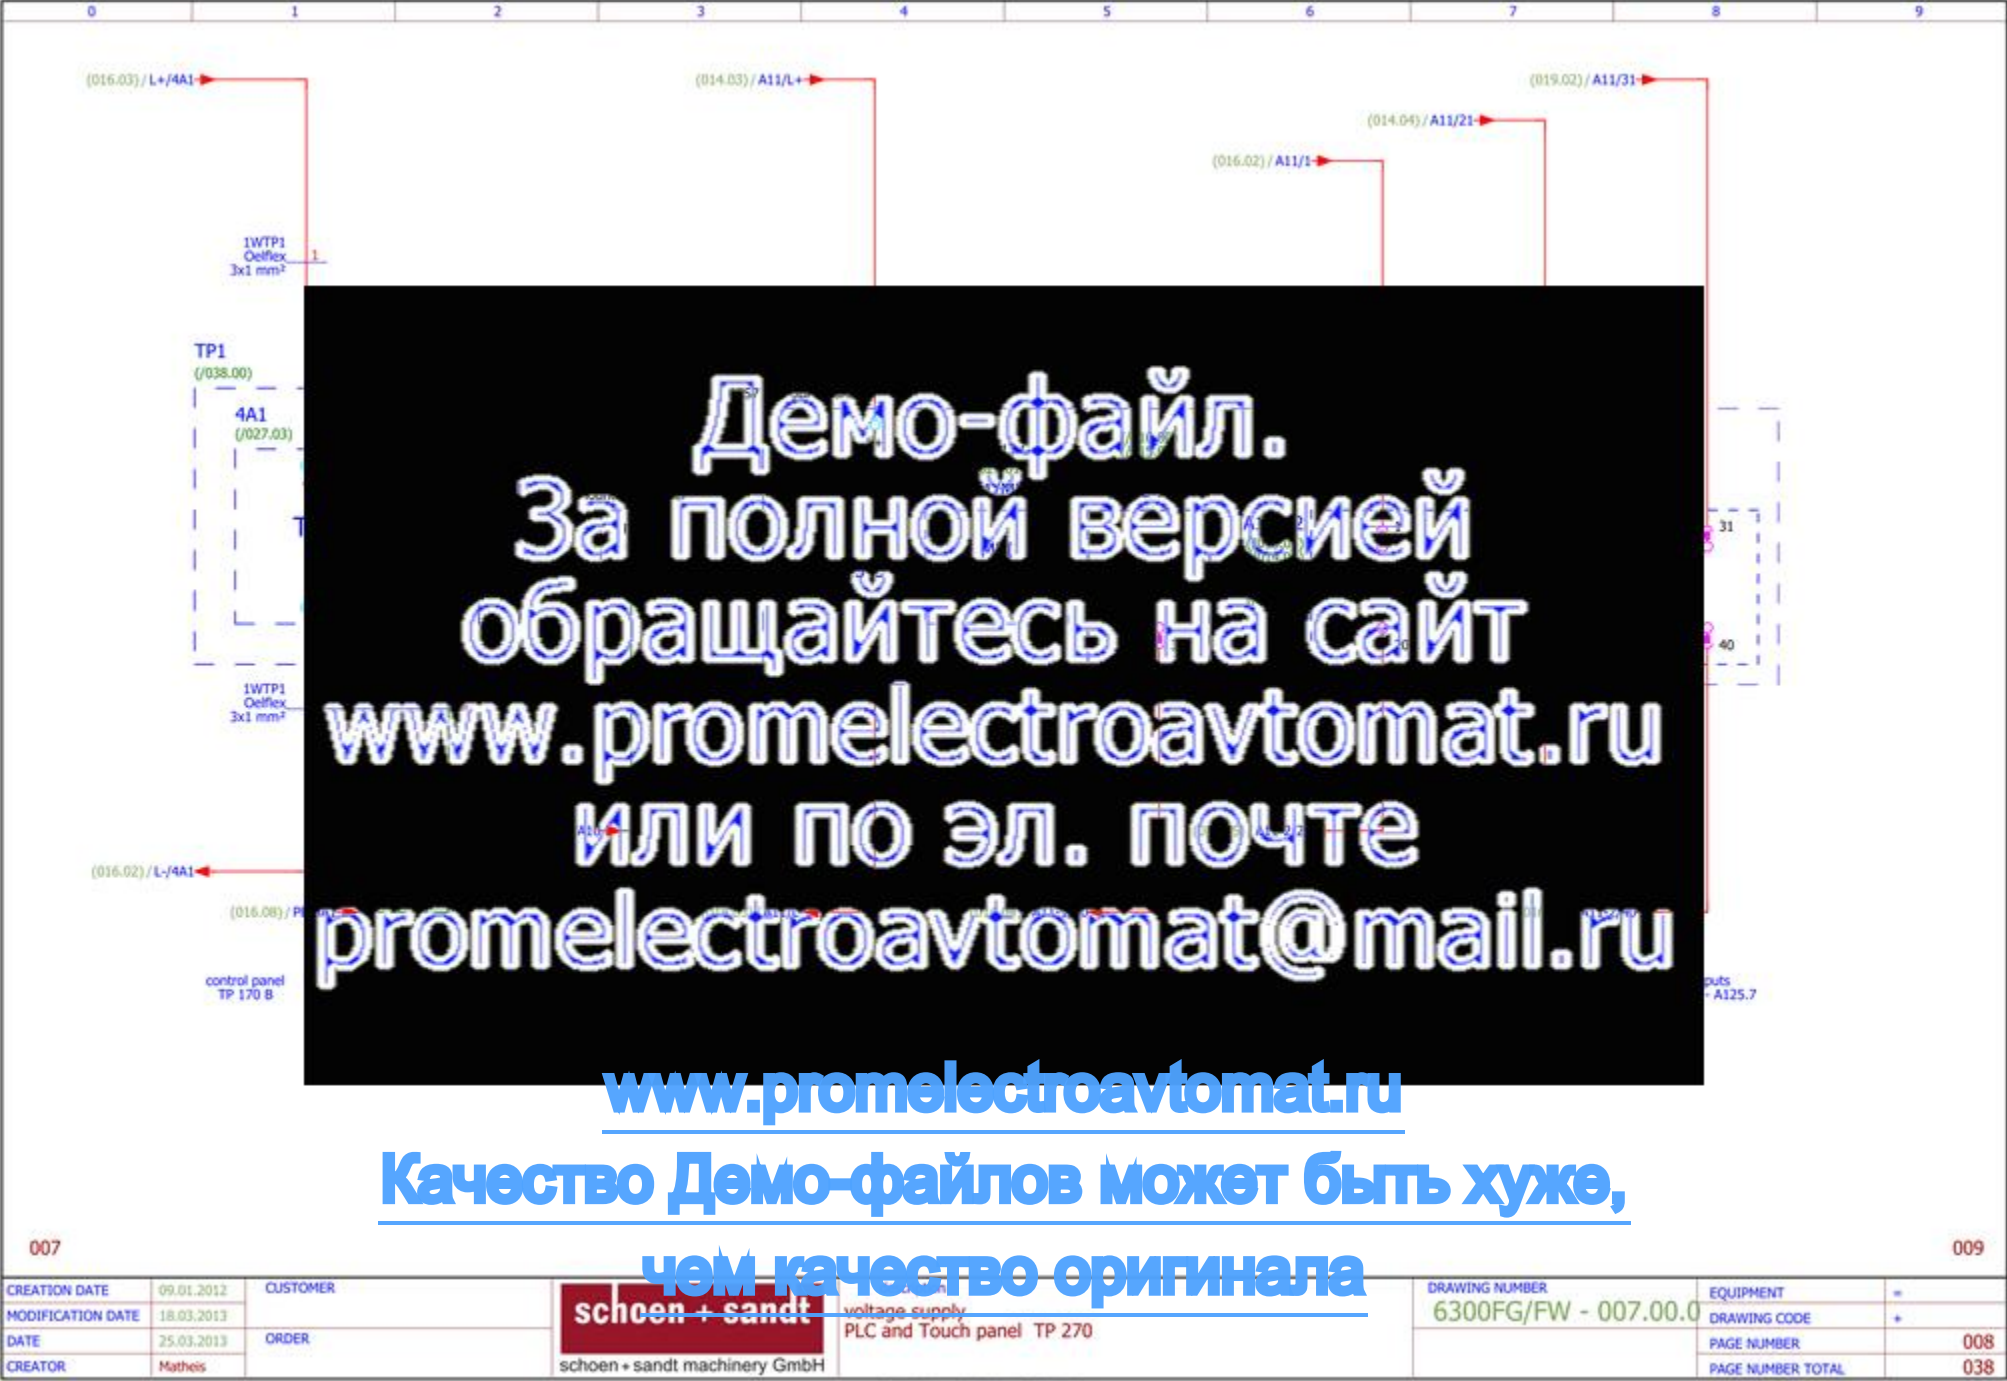 0 1 2 3 4 5 6 7 8 9
(016.03) / L+/4A1
(014.03) / A11/L+
(019.02) / A11/31
(014.04) / A11/21
(016.02) / A11/1
1WTP1
Oelflex
3x1 mm²
1
TP1
(/038.00)
4A1
(/027.03)
T
Демо-файл.
За полной версией
обращайтесь на сайт
www.promelectroavtomat.ru
или по эл. почте
promelectroavtomat@mail.ru
31
40
1WTP1
Oelflex
3x1 mm²
(016.02) / L-/4A1
(016.08) /
control panel
TP 170 B
puts
- A125.7
www.promelectroavtomat.ru
Качество Демо-файлов может быть хуже,
чем качество оригинала
007
009
CREATION DATE 09.01.2012
MODIFICATION DATE 18.03.2013
DATE 25.03.2013
CREATOR Matheis
CUSTOMER
ORDER
schoen + sandt
schoen + sandt machinery GmbH
voltage supply
PLC and Touch panel TP 270
DRAWING NUMBER
6300FG/FW - 007.00.0
EQUIPMENT =
DRAWING CODE +
PAGE NUMBER 008
PAGE NUMBER TOTAL 038